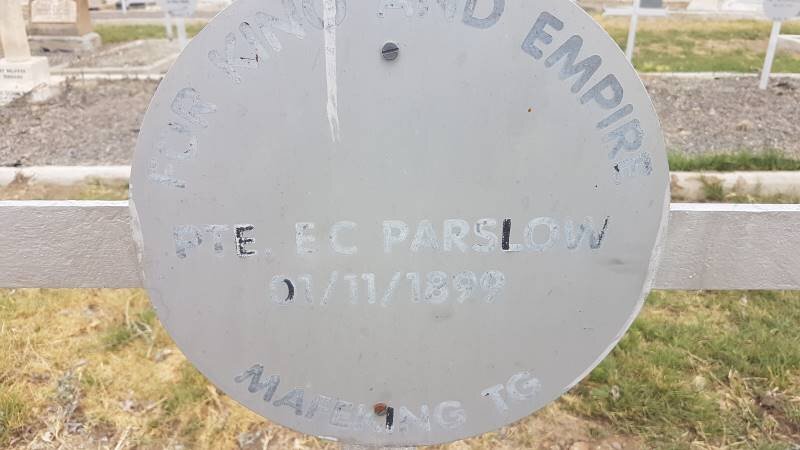 FOR KING AND EMPIRE
PTE. E C PARSLOW
01/11/1899
MAFEKING TG